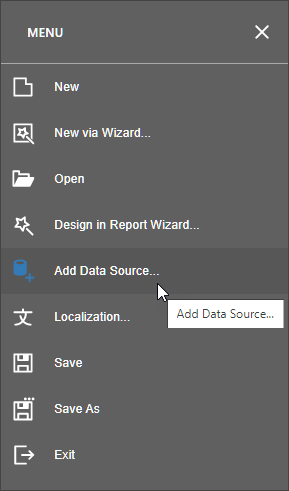 MENU
New
New via Wizard...
Open
Design in Report Wizard...
Add Data Source...
Localization...
Add Data Source...
Save
Save As
Exit